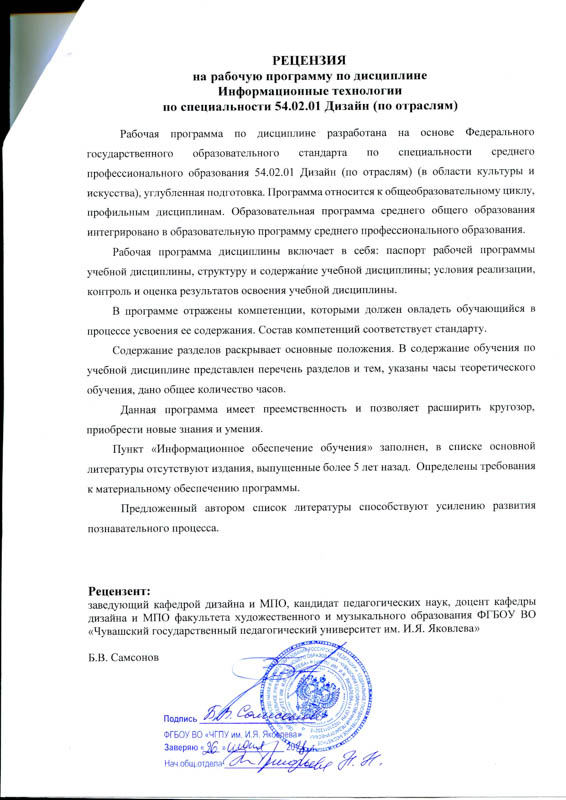 РЕЦЕНЗИЯ
на рабочую программу по дисциплине
Информационные технологии
по специальности 54.02.01 Дизайн (по отраслям)
Рабочая программа по дисциплине разработана на основе Федерального
государственного образовательного стандарта по специальности среднего
профессионального образования 54.02.01 Дизайн (по отраслям) (в области культуры и
искусства), углубленная подготовка. Программа относится к общеобразовательному циклу,
профильным дисциплинам. Образовательная программа среднего общего образования
интегрировано в образовательную программу среднего профессионального образования.
Рабочая программа дисциплины включает в себя: паспорт рабочей программы
учебной дисциплины, структуру и содержание учебной дисциплины; условия реализации,
контроль и оценка результатов освоения учебной дисциплины.
В программе отражены компетенции, которыми должен овладеть обучающийся в
процессе усвоения ее содержания. Состав компетенций соответствует стандарту.
Содержание разделов раскрывает основные положения. В содержание обучения по
учебной дисциплине представлен перечень разделов и тем, указаны часы теоретического
обучения, дано общее количество часов.
Данная программа имеет преемственность и позволяет расширить кругозор,
приобрести новые знания и умения.
Пункт «Информационное обеспечение обучения» заполнен, в списке основной
литературы отсутствуют издания, выпущенные более 5 лет назад. Определены требования
к материальному обеспечению программы.
Предложенный автором список литературы способствуют усилению развития
познавательного процесса.
Рецензент:
заведующий кафедрой дизайна и МПО, кандидат педагогических наук, доцент кафедры
дизайна и МПО факультета художественного и музыкального образования ФГБОУ ВО
«Чувашский государственный педагогический университет им. И.Я. Яковлева»
Б.В. Самсонов
Подпись Б.В. Самсонова
ФГБОУ ВО «ЧГПУ им. И.Я. Яковлева»
Заверяю «26
Нач.общ.отдела Григорьева Н. Н.